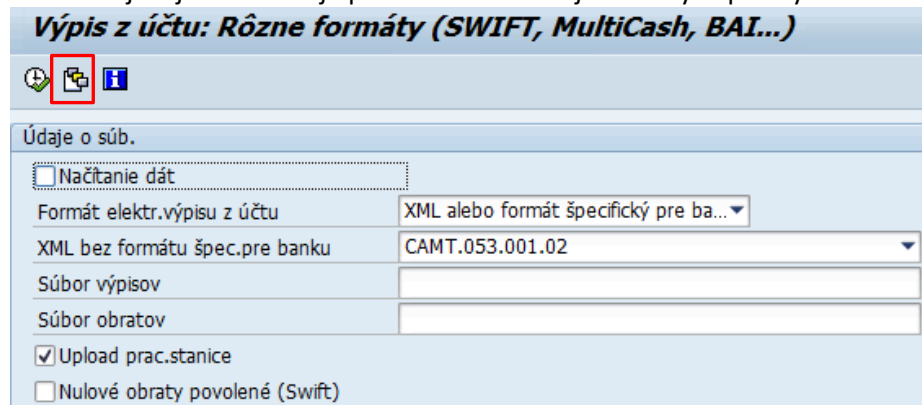 Výpis z účtu: Rôzne formáty (SWIFT, MultiCash, BAI...)
Údaje o súb.
Načítanie dát
Formát elektr.výpisu z účtu XML alebo formát špecifický pre ba...
XML bez formátu špec.pre banku CAMT.053.001.02
Súbor výpisov
Súbor obratov
Upload prac.stanice
Nulové obraty povolené (Swift)